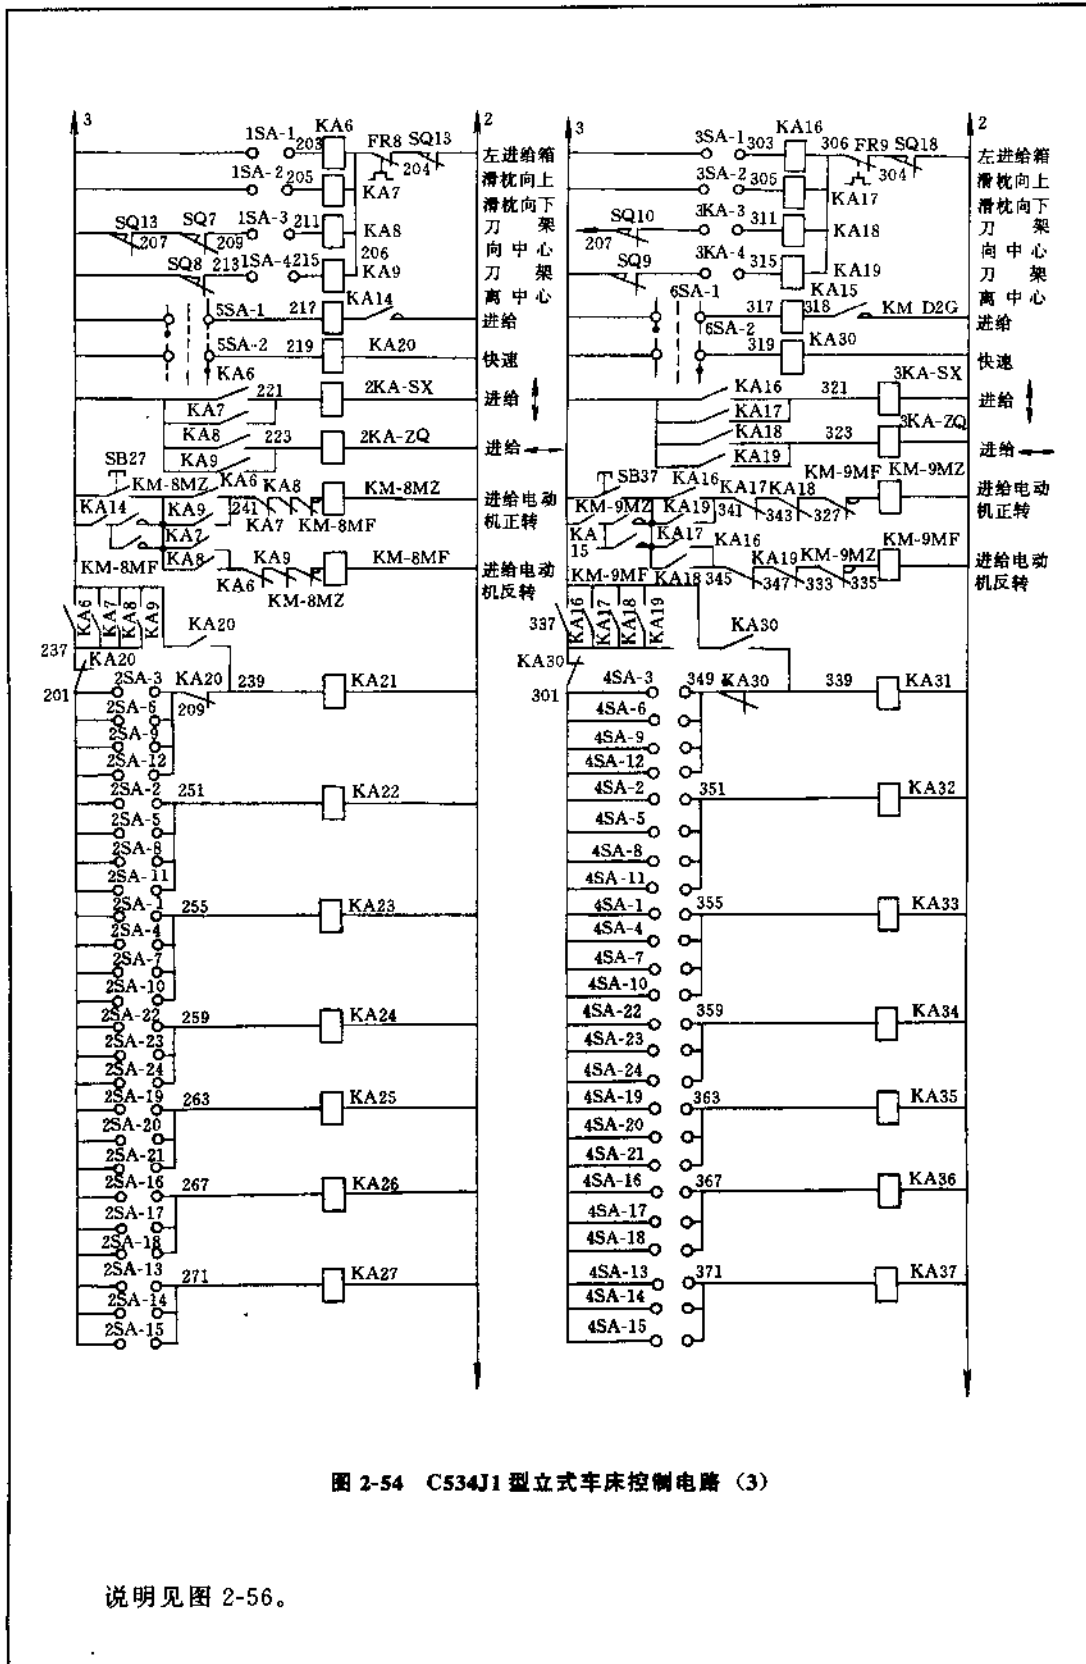 3 2 3 2
1SA-1 203 KA6 FR8 SQ13 204 左进给箱 3SA-1 303 KA16 306 FR9 SQ18 304 左进给箱
1SA-2 205 KA7 滑枕向上 3SA-2 305 KA17 滑枕向上
滑枕向下 滑枕向下
SQ13 207 SQ7 209 1SA-3 211 KA8 刀架 SQ10 207 3KA-3 311 KA18 刀架
206 向中心 向中心
SQ8 213 1SA-4 215 KA9 刀架 SQ9 3KA-4 315 KA19 刀架
离中心 离中心
5SA-1 217 KA14 进给 6SA-1 317 318 KA15 KM D2G 进给
5SA-2 219 KA20 快速 6SA-2 319 KA30 快速
KA6 221 2KA-SX 进给 KA16 321 3KA-SX 进给
KA7 KA17
KA8 223 2KA-ZQ 进给 KA18 323 3KA-ZQ 进给
KA9 KA19
SB27 KM-8MZ KA6 KA8 KM-8MZ 进给电动 SB37 KA16 KM-9MF KM-9MZ 进给电动
KA14 KA9 241 KA7 KM-8MF 机正转 KM-9MZ KA19 341 KA17 343 KA18 327 机正转
KA7 KA15 KA17
KM-8MF KA8 KA9 KM-8MF 进给电动 KA16 KA19 KM-9MZ KM-9MF 进给电动
KA6 KM-8MZ 机反转 KM-9MF KA18 345 347 333 335 机反转
KA6 KA7 KA8 KA9 KA20 KA16 KA17 KA18 KA19 KA30
237 KA20 337 KA30
201 2SA-3 KA20 209 239 KA21 301 4SA-3 349 KA30 339 KA31
2SA-6 4SA-6
2SA-9 4SA-9
2SA-12 4SA-12
2SA-2 251 KA22 4SA-2 351 KA32
2SA-5 4SA-5
2SA-8 4SA-8
2SA-11 4SA-11
2SA-1 255 KA23 4SA-1 355 KA33
2SA-4 4SA-4
2SA-7 4SA-7
2SA-10 4SA-10
2SA-22 259 KA24 4SA-22 359 KA34
2SA-23 4SA-23
2SA-24 4SA-24
2SA-19 263 KA25 4SA-19 363 KA35
2SA-20 4SA-20
2SA-21 4SA-21
2SA-16 267 KA26 4SA-16 367 KA36
2SA-17 4SA-17
2SA-18 4SA-18
2SA-13 271 KA27 4SA-13 371 KA37
2SA-14 4SA-14
2SA-15 4SA-15
图 2-54 C534J1 型立式车床控制电路（3）
说明见图 2-56。